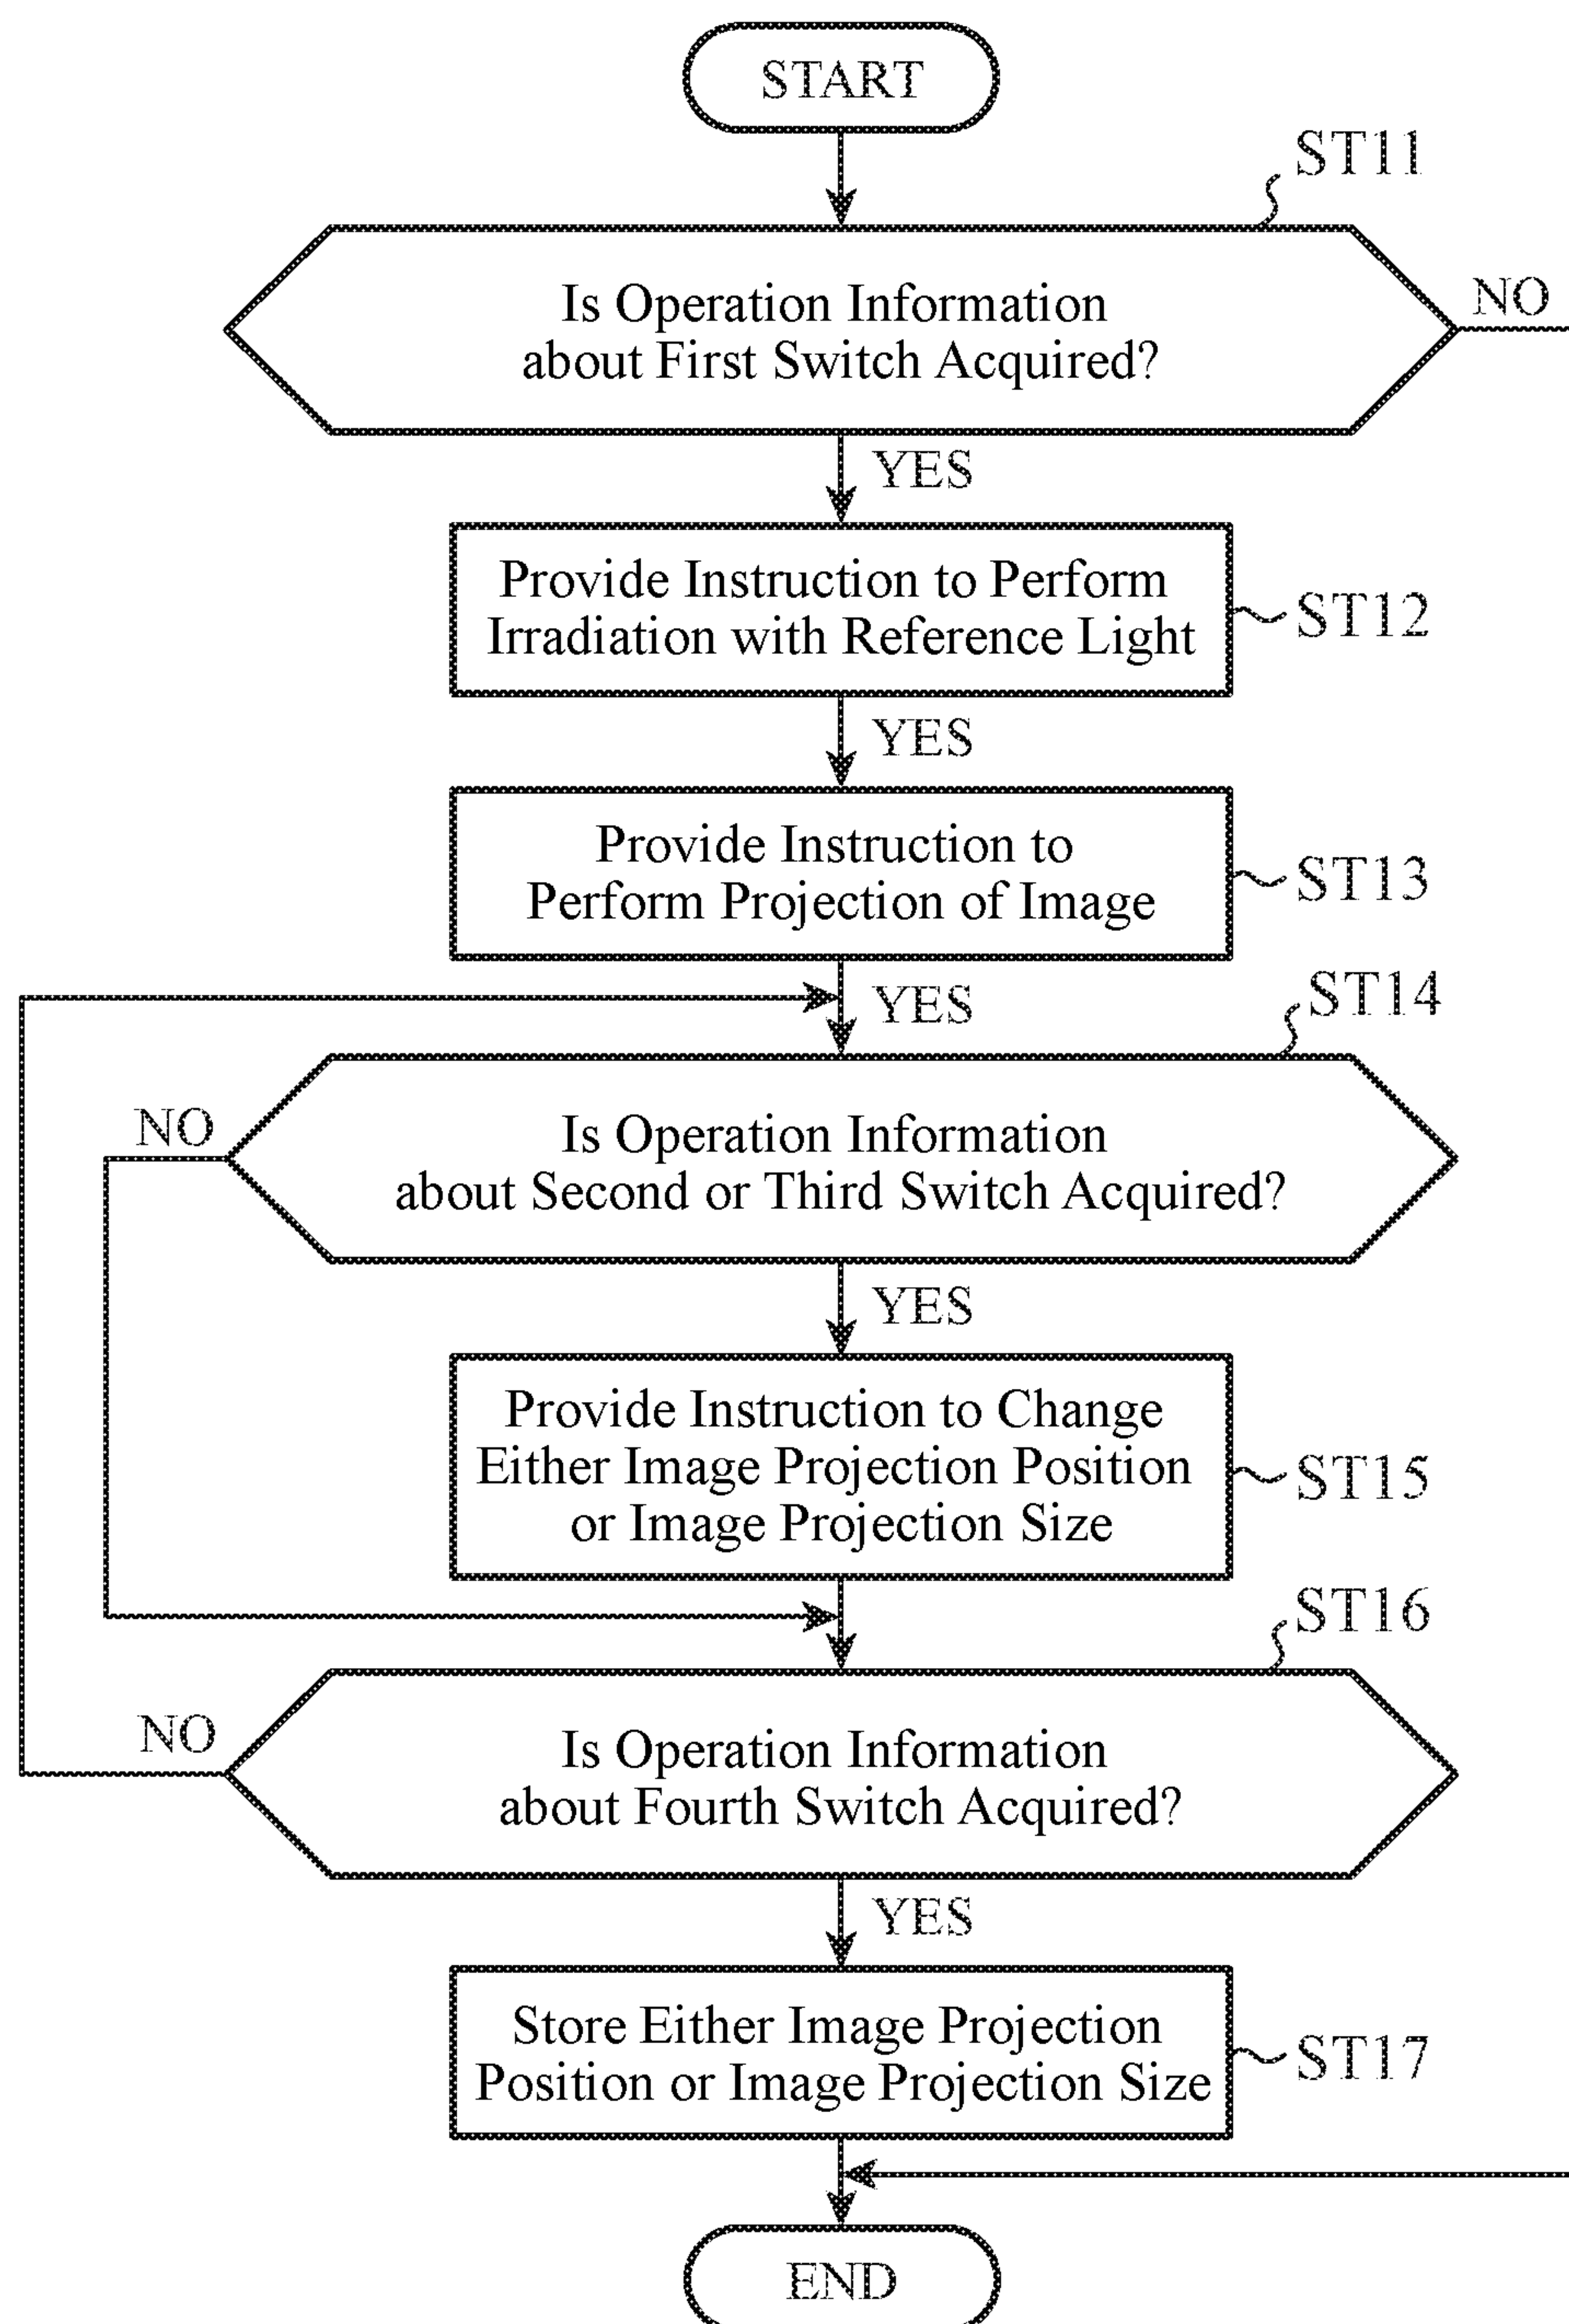 START
ST11
Is Operation Information
about First Switch Acquired?
NO
YES
Provide Instruction to Perform
Irradiation with Reference Light
ST12
YES
Provide Instruction to
Perform Projection of Image
ST13
YES
ST14
NO
Is Operation Information
about Second or Third Switch Acquired?
YES
Provide Instruction to Change
Either Image Projection Position
or Image Projection Size
ST15
ST16
NO
Is Operation Information
about Fourth Switch Acquired?
YES
Store Either Image Projection
Position or Image Projection Size
ST17
END